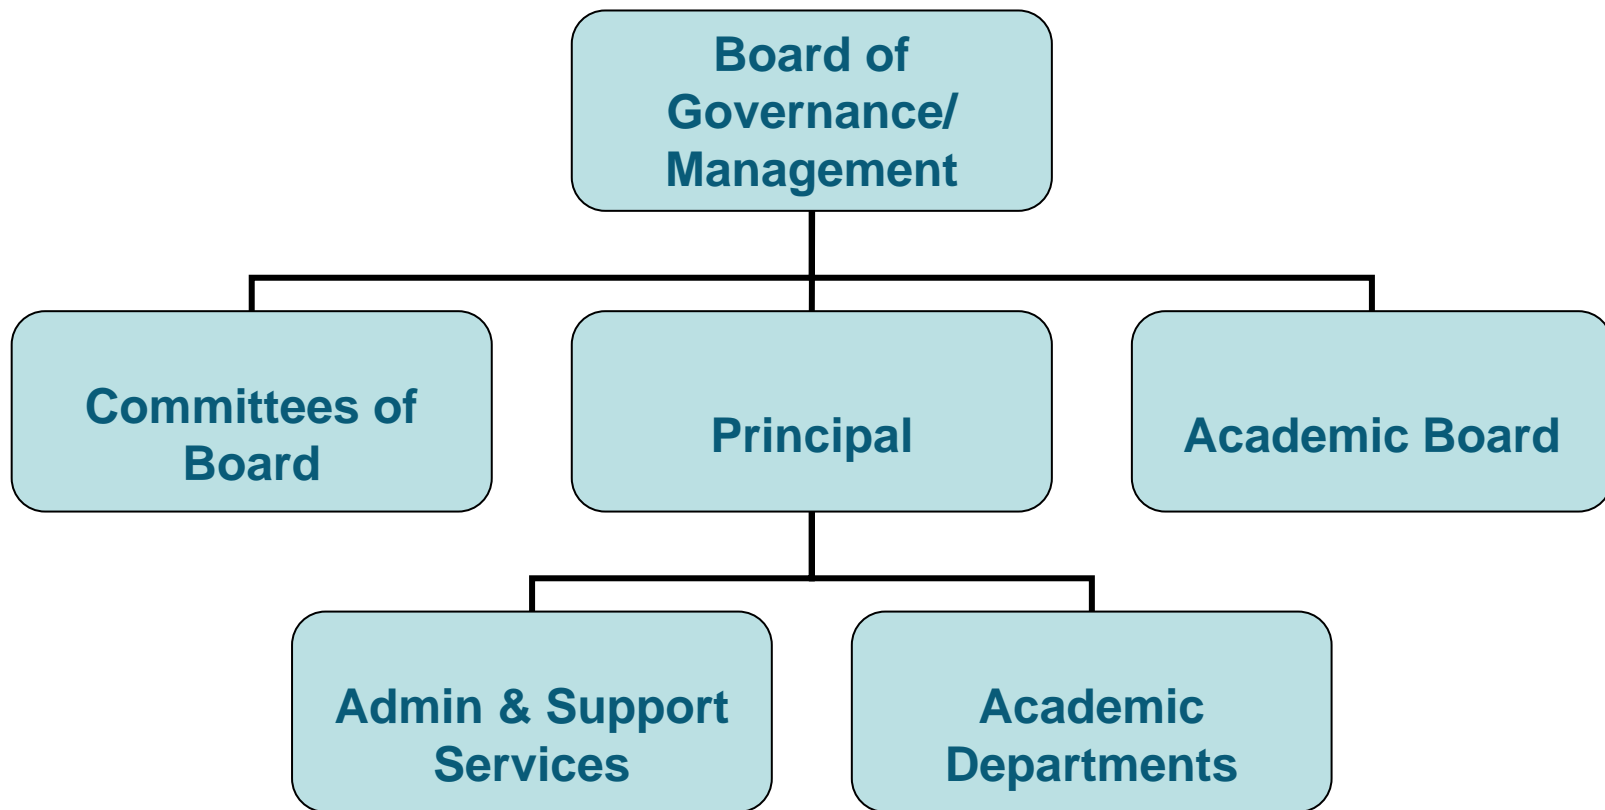 Board of
Governance/
Management
Committees of
Board
Principal
Academic Board
Admin & Support
Services
Academic
Departments